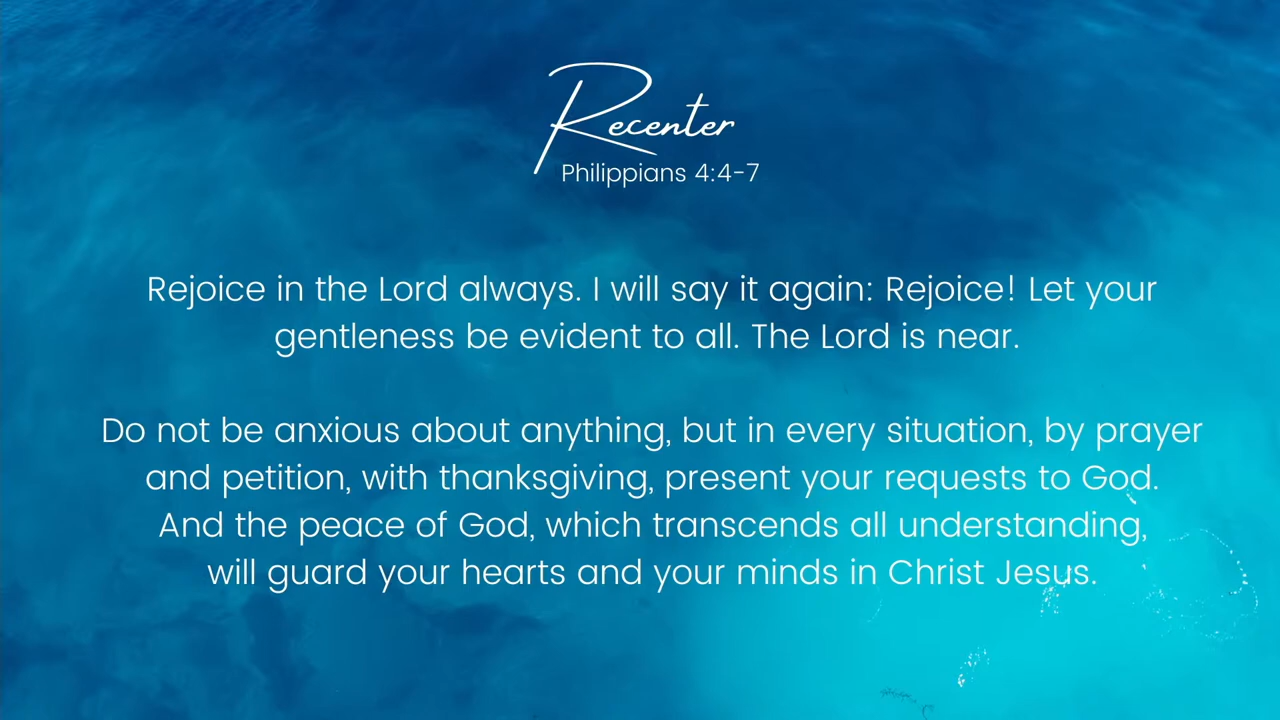 Recenter
Philippians 4:4-7
Rejoice in the Lord always. I will say it again: Rejoice! Let your
gentleness be evident to all. The Lord is near.
Do not be anxious about anything, but in every situation, by prayer
and petition, with thanksgiving, present your requests to God.
And the peace of God, which transcends all understanding,
will guard your hearts and your minds in Christ Jesus.